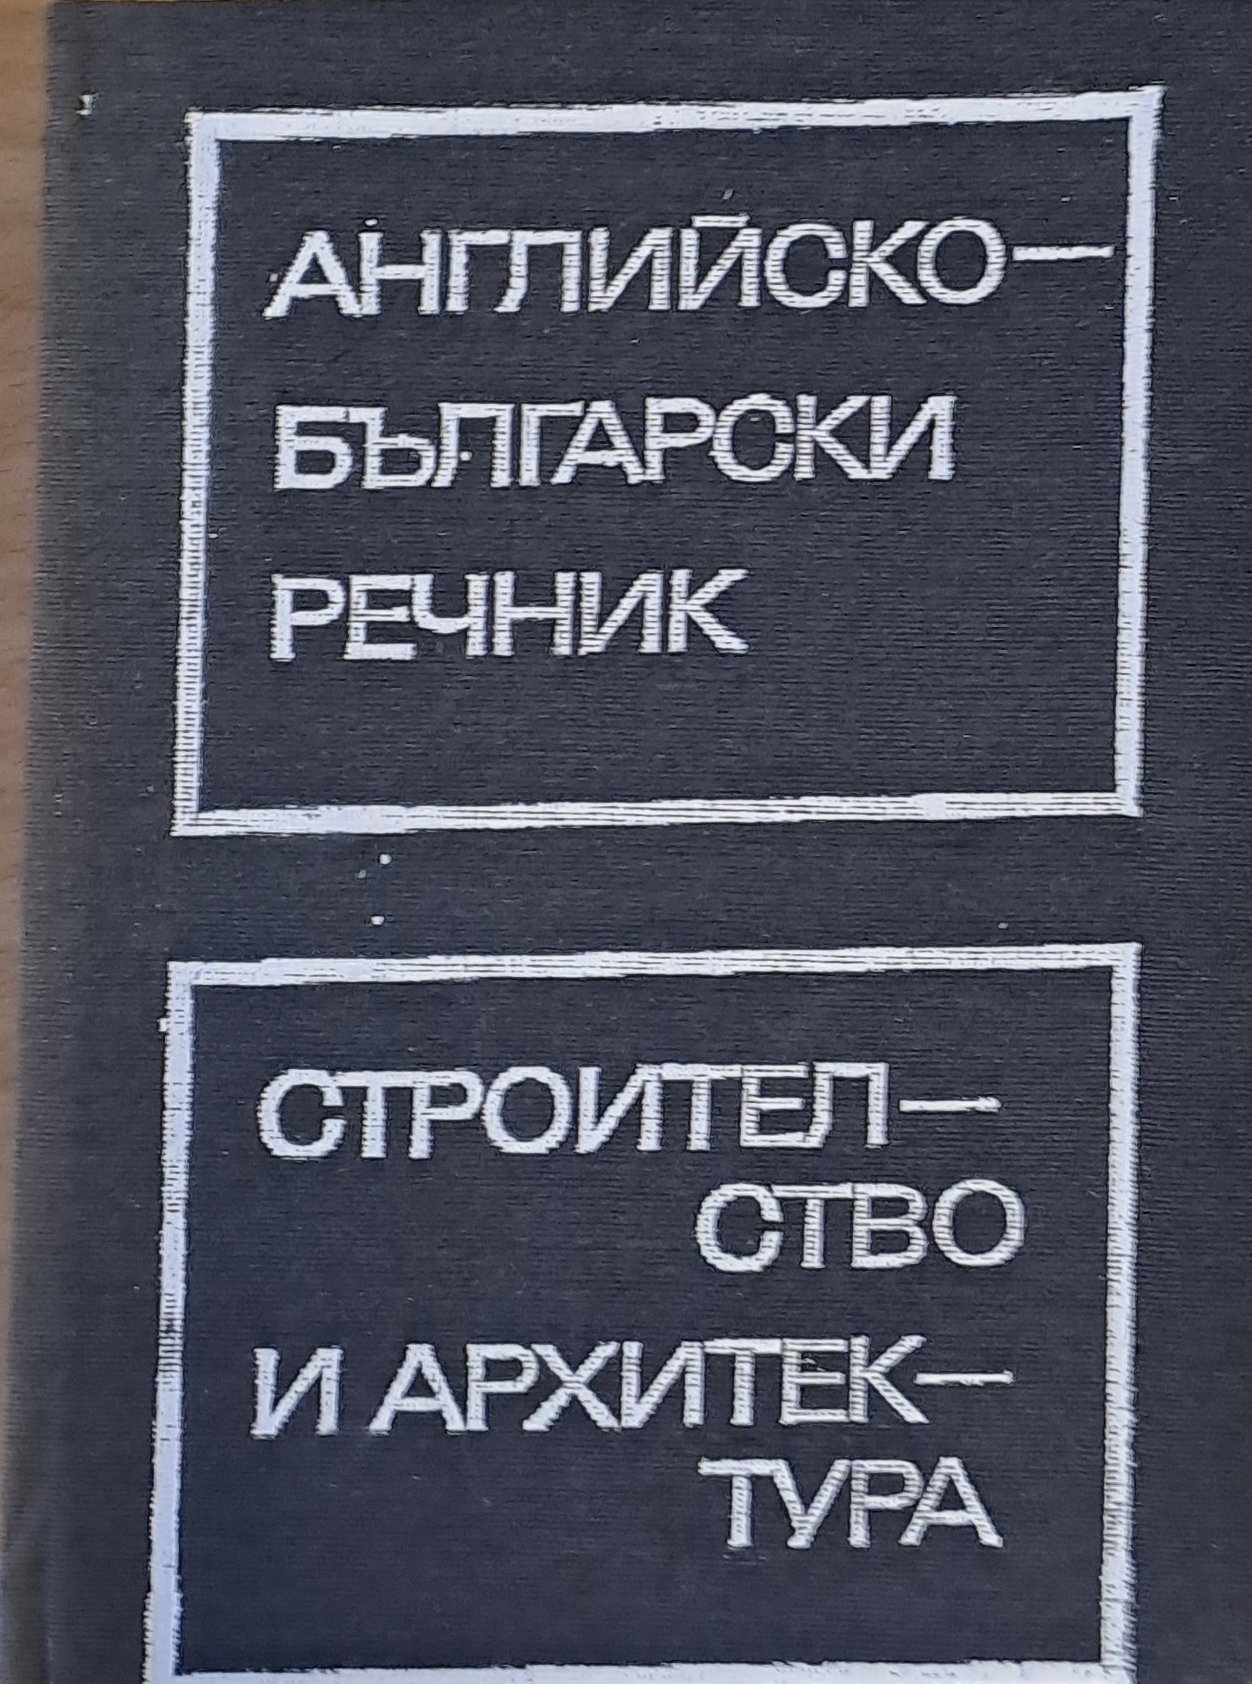 АНГЛИЙСКО—
БЪЛГАРСКИ
РЕЧНИК
СТРОИТЕЛ—
СТВО
И АРХИТЕК—
ТУРА